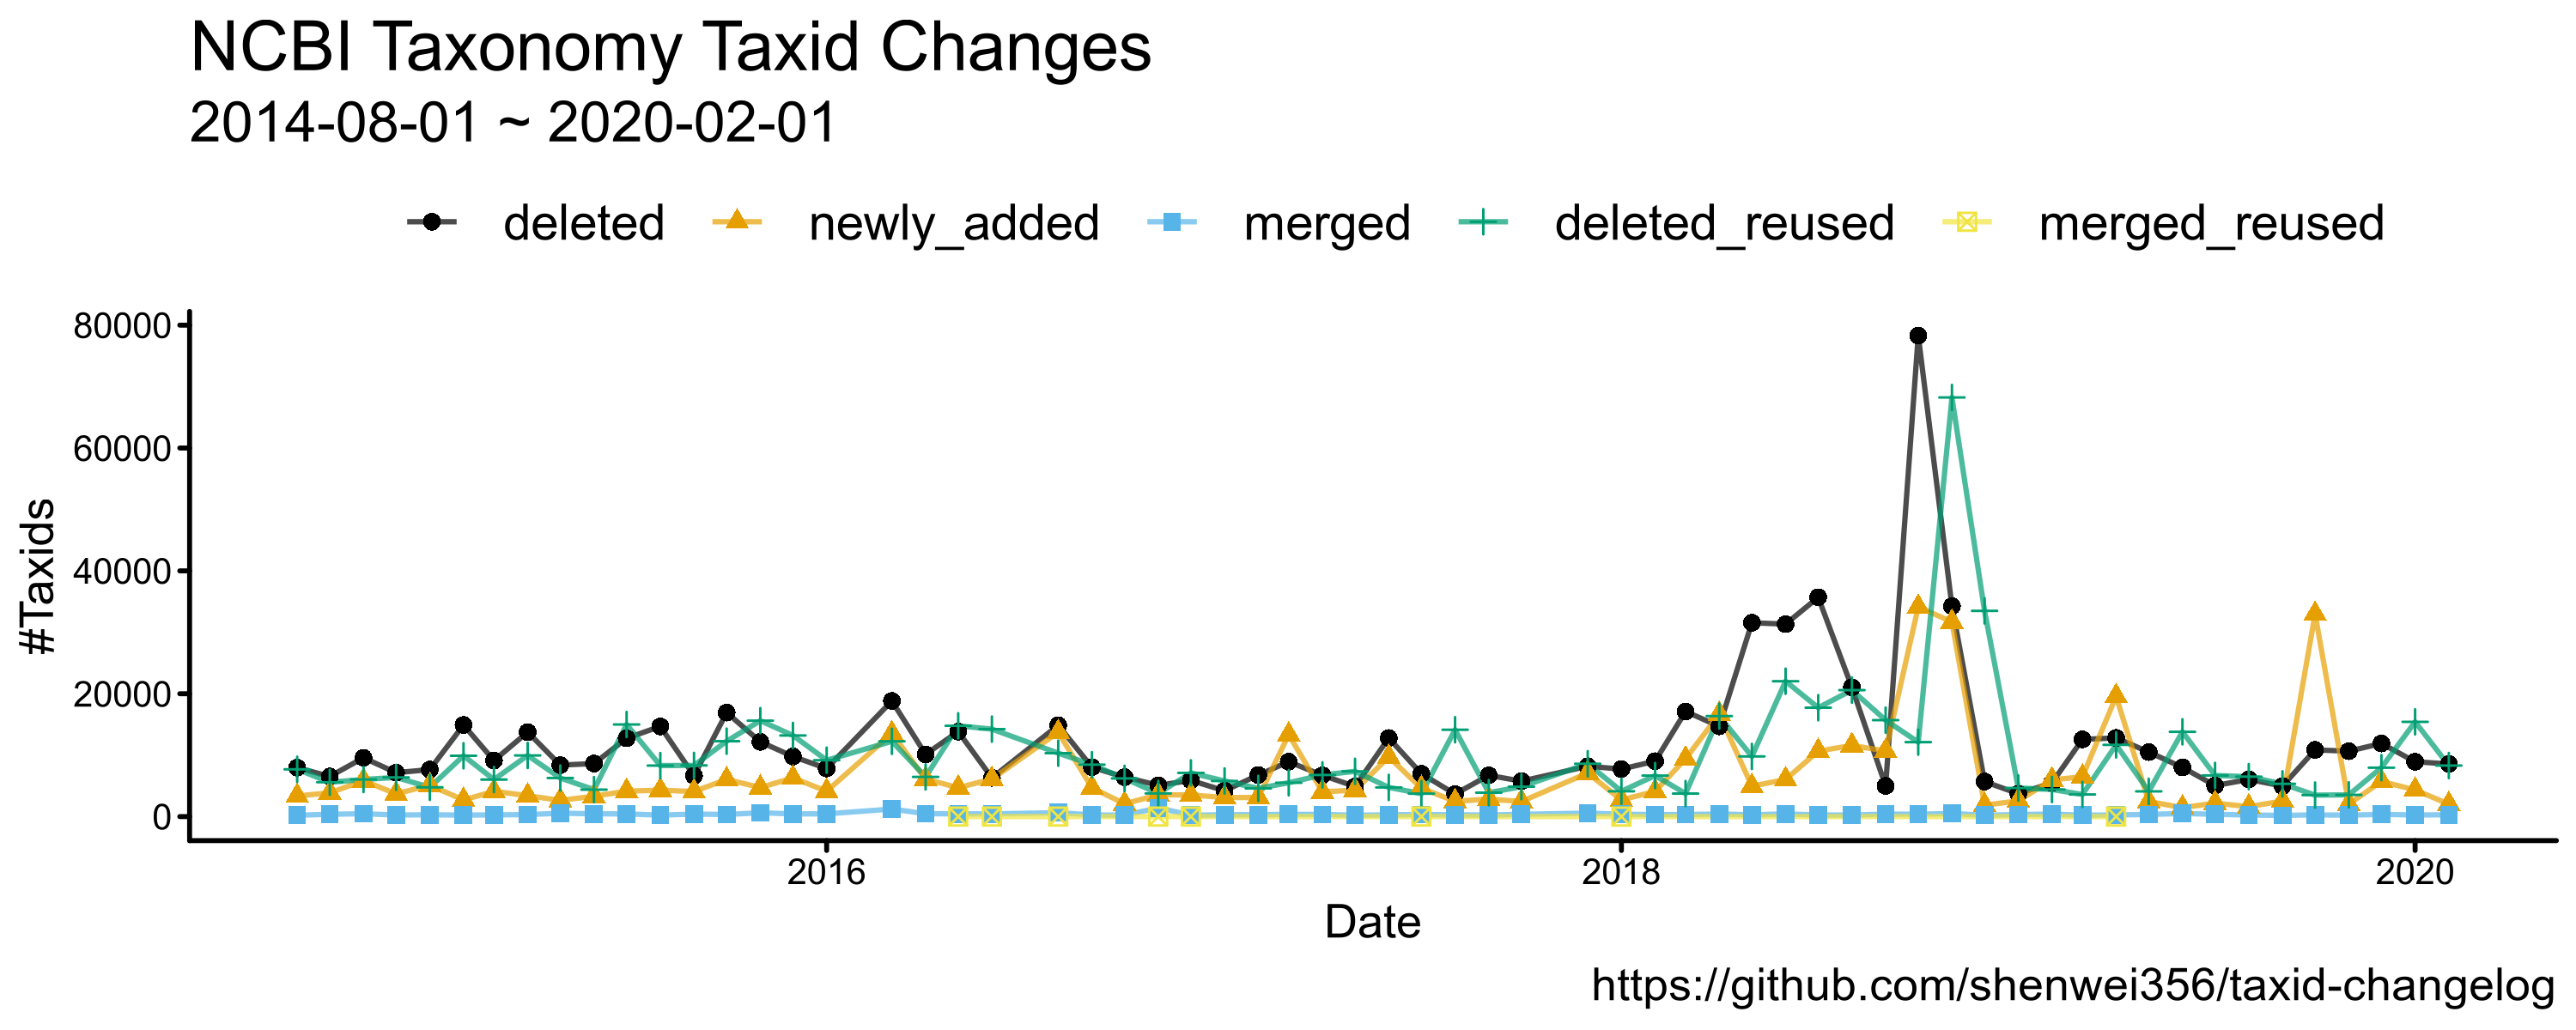 NCBI Taxonomy Taxid Changes
2014-08-01 ~ 2020-02-01
deleted newly_added merged deleted_reused merged_reused
80000
60000
40000
20000
0
#Taxids
2016 2018 2020
Date
https://github.com/shenwei356/taxid-changelog